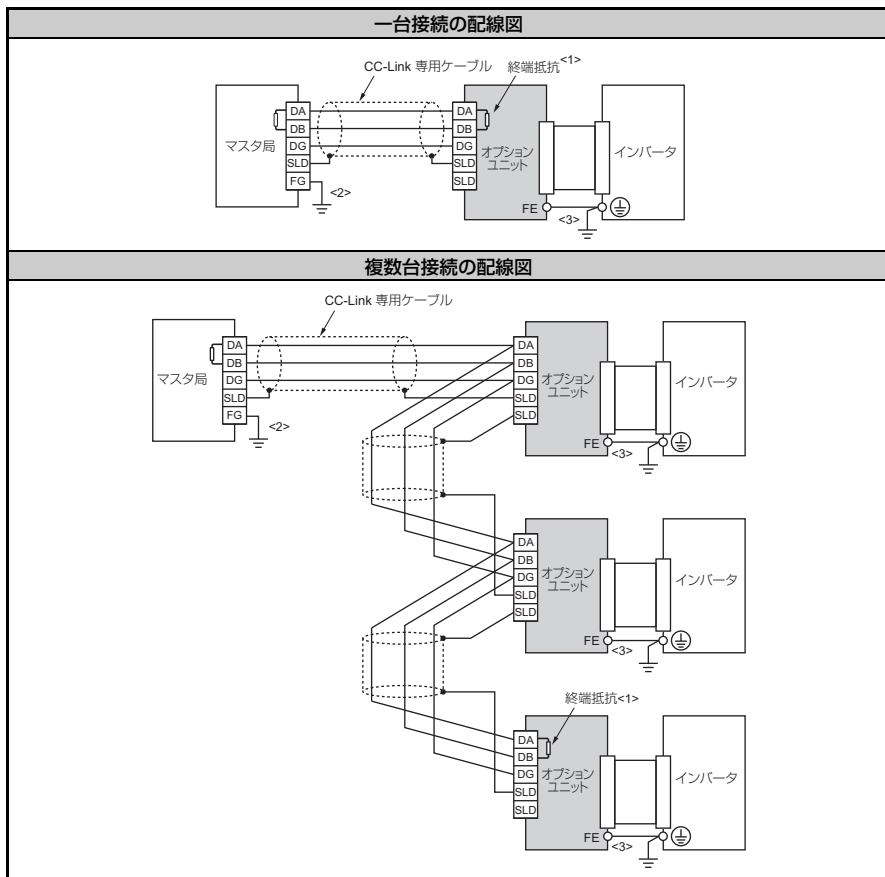 一台接続の配線図
CC-Link 専用ケーブル
終端抵抗<1>
マスタ局
DA
DB
DG
SLD
FG
<2>
DA
DB
DG
SLD
SLD
オプション
ユニット
FE
<3>
インバータ
複数台接続の配線図
CC-Link 専用ケーブル
マスタ局
DA
DB
DG
SLD
FG
<2>
DA
DB
DG
SLD
SLD
オプション
ユニット
FE
<3>
インバータ
DA
DB
DG
SLD
SLD
オプション
ユニット
FE
<3>
インバータ
終端抵抗<1>
DA
DB
DG
SLD
SLD
オプション
ユニット
FE
<3>
インバータ